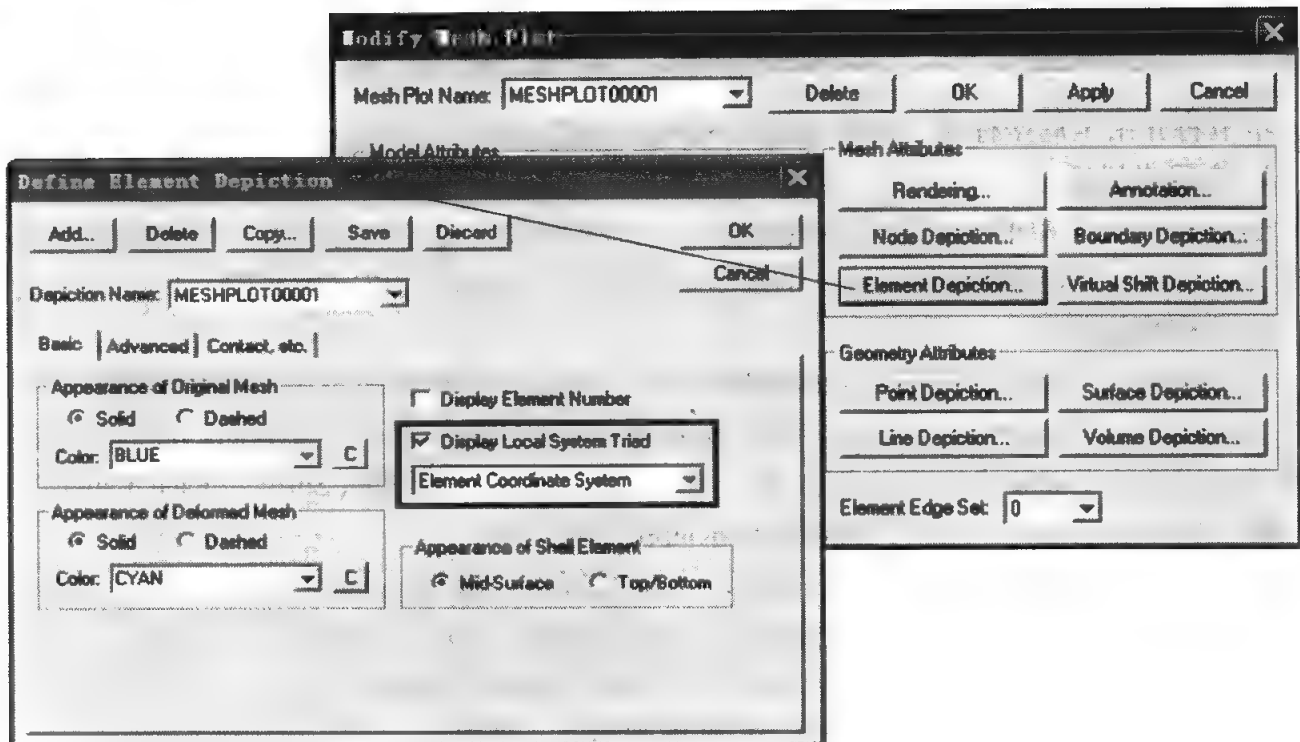 Modify Mesh Plot
Mesh Plot Name: MESHPLOT00001
Delete
OK
Apply
Cancel
Model Attributes
Mesh Attributes
Rendering...
Annotation...
Node Depiction...
Boundary Depiction...
Element Depiction...
Virtual Shift Depiction...
Geometry Attributes
Point Depiction...
Surface Depiction...
Line Depiction...
Volume Depiction...
Element Edge Set: 0
Define Element Depiction
Add...
Delete
Copy...
Save
Discard
OK
Cancel
Depiction Name: MESHPLOT00001
Basic
Advanced
Contact, etc.
Appearance of Original Mesh
Solid
Dashed
Color: BLUE
C
Appearance of Deformed Mesh
Solid
Dashed
Color: CYAN
C
Display Element Number
Display Local System Triad
Element Coordinate System
Appearance of Shell Element
Mid-Surface
Top/Bottom